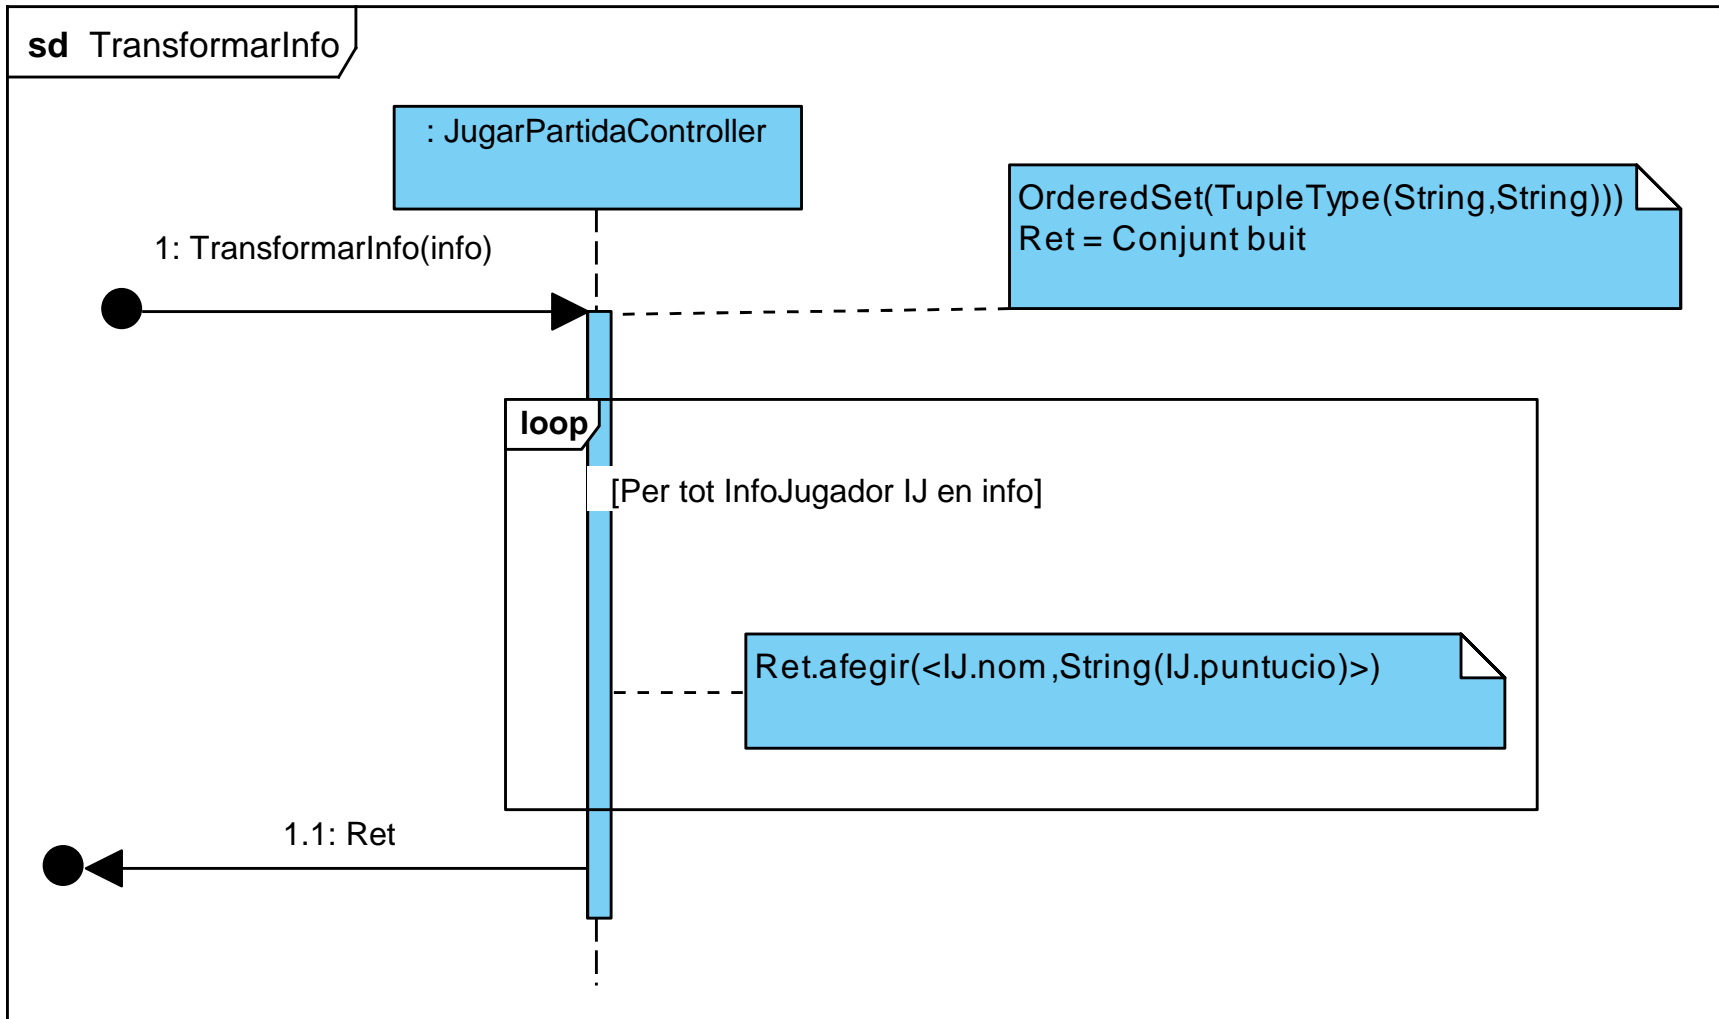 sd TransformarInfo
: JugarPartidaController
OrderedSet(TupleType(String,String)))
Ret = Conjunt buit
1: TransformarInfo(info)
loop
[Per tot InfoJugador IJ en info]
Ret.afegir(<IJ.nom,String(IJ.puntucio)>)
1.1: Ret